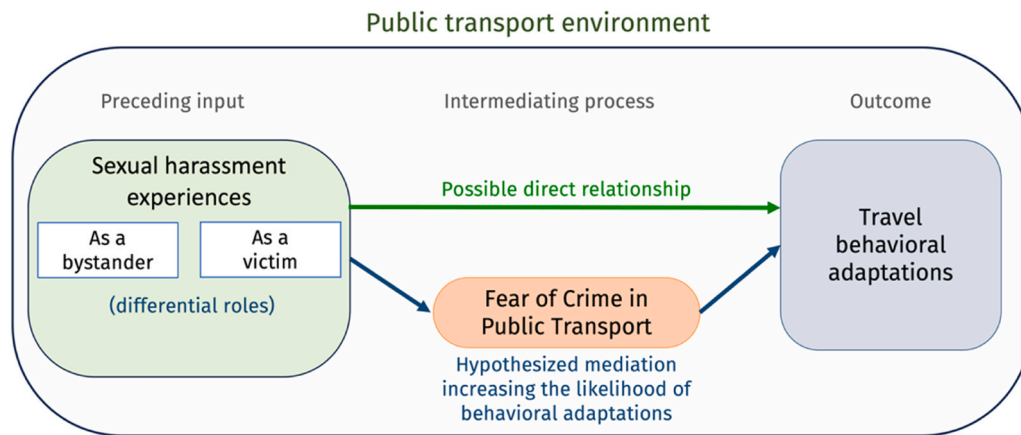 Public transport environment
Preceding input
Intermediating process
Outcome
Sexual harassment
experiences
As a
bystander
As a
victim
(differential roles)
Possible direct relationship
Fear of Crime in
Public Transport
Hypothesized mediation
increasing the likelihood of
behavioral adaptations
Travel
behavioral
adaptations